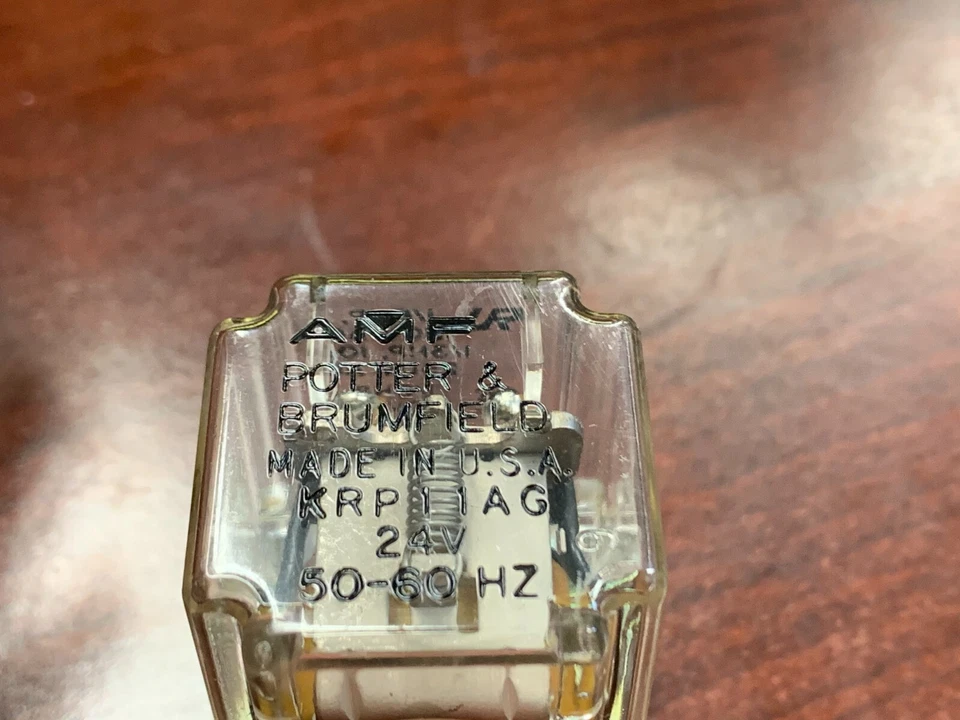 AMF
POTTER &
BRUMFIELD
MADE IN U.S.A.
KRP11AG
24V
50-60 HZ